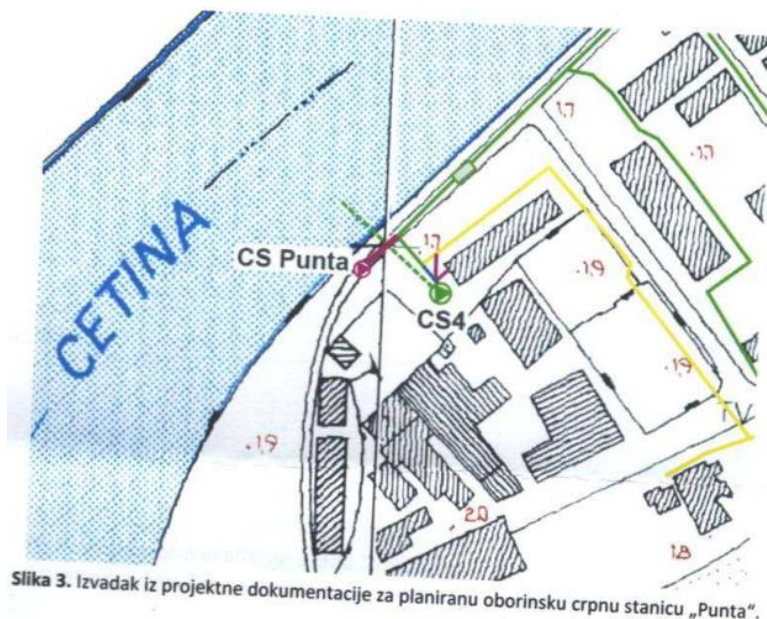 1,7
1,7
CETINA
CS Punta
1,7
CS4
1,9
1,9
TV
1,9
2,0
1,8
Slika 3. Izvadak iz projektne dokumentacije za planiranu oborinsku crpnu stanicu „Punta“.